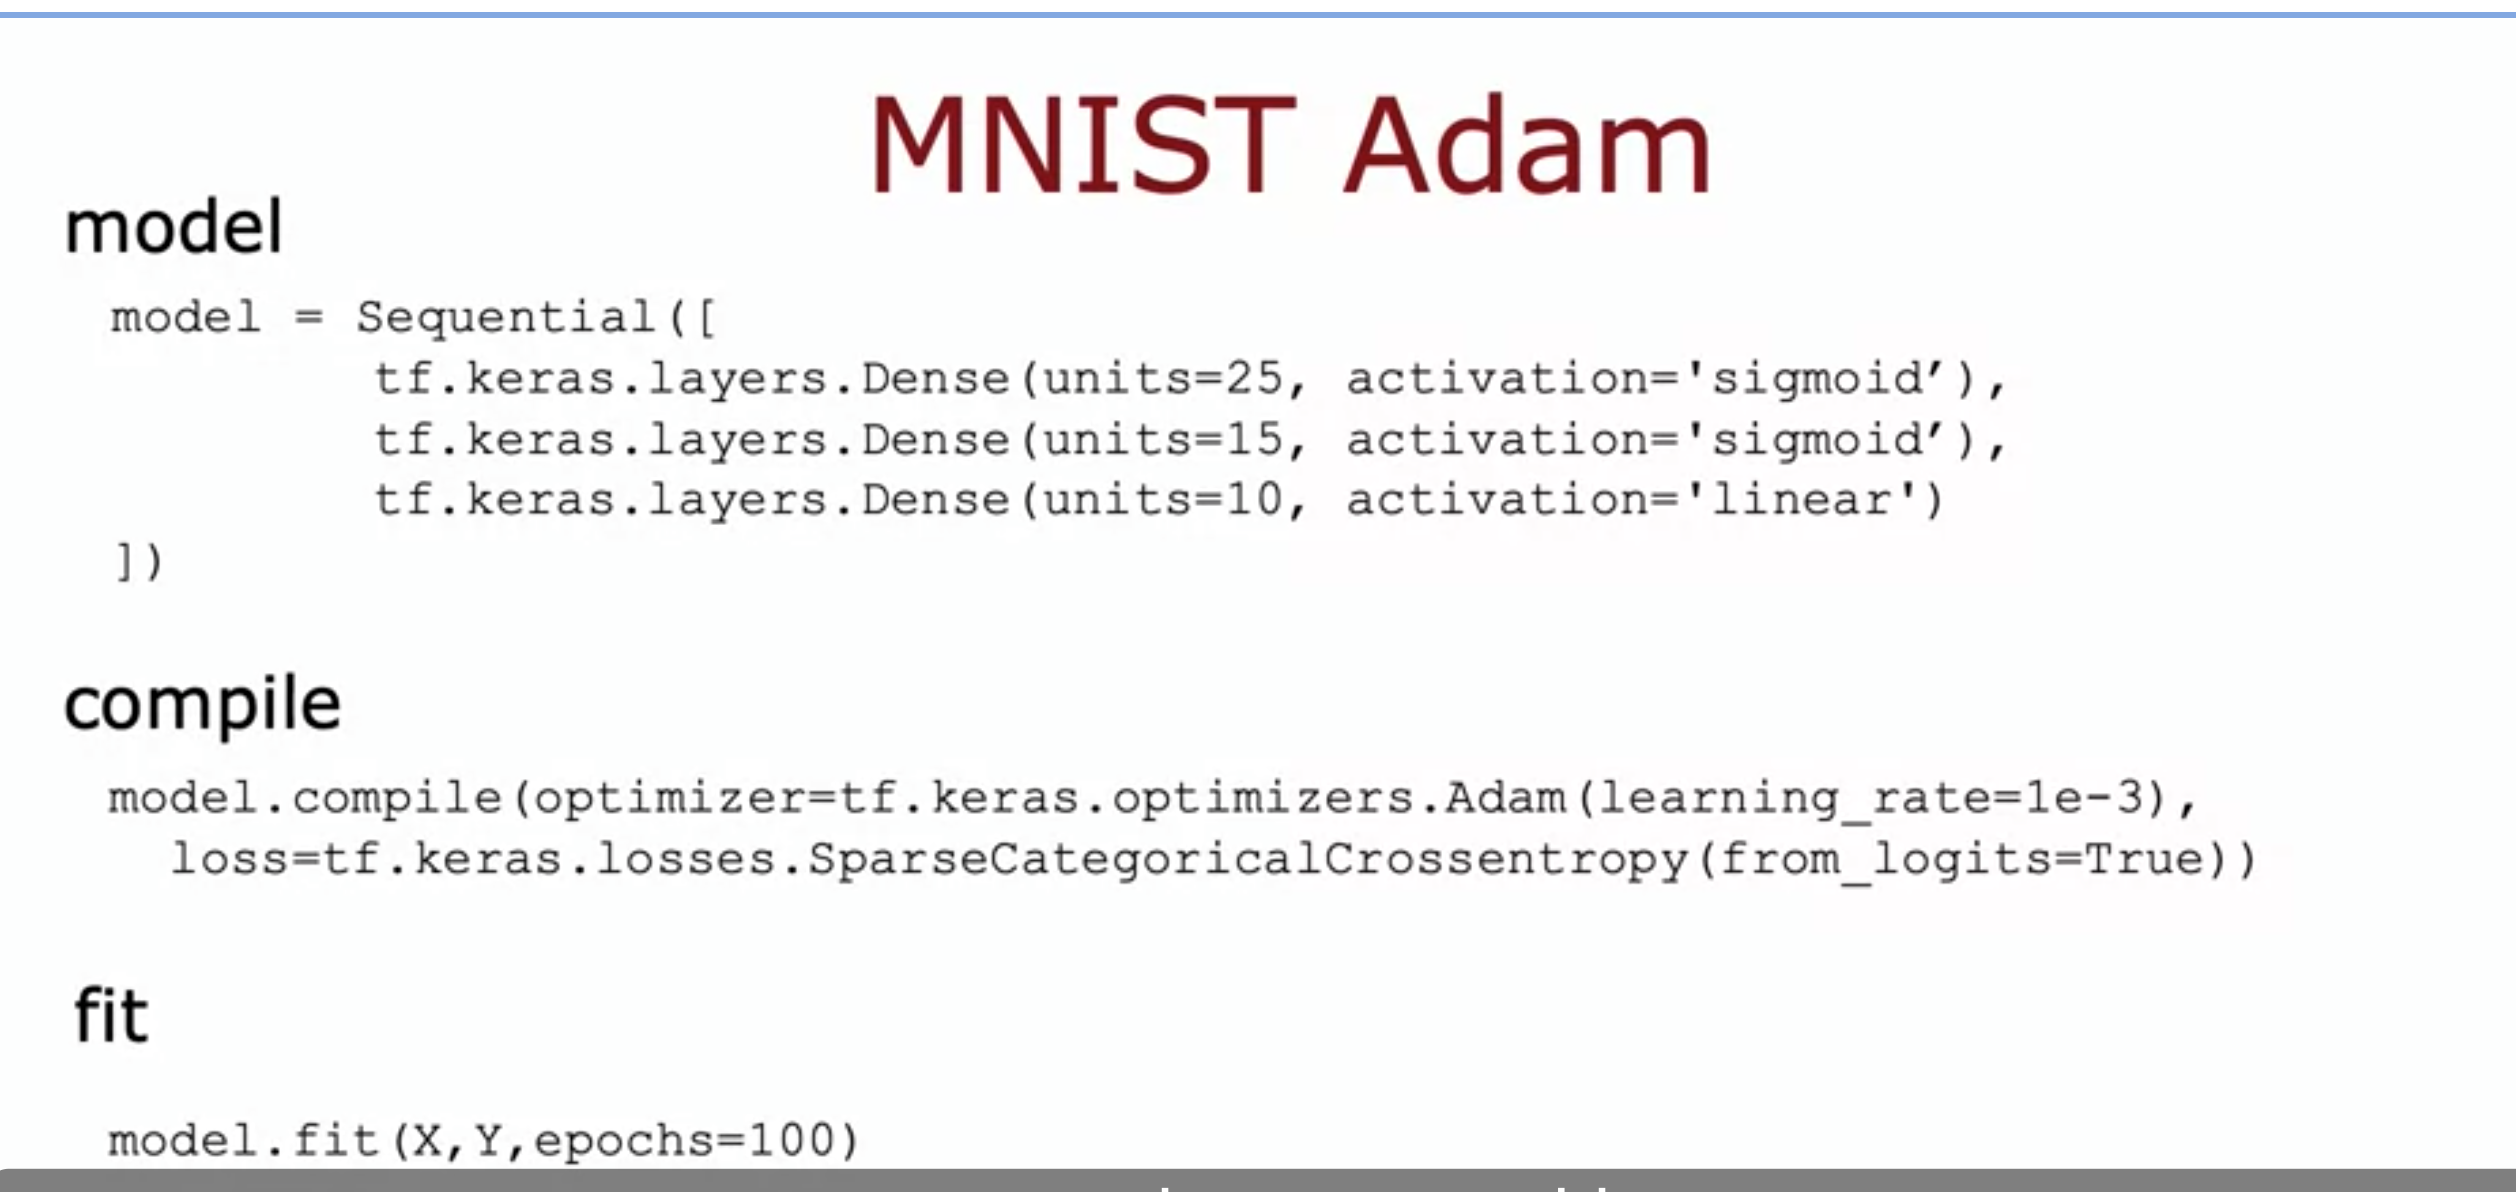 MNIST Adam
model
model = Sequential([
tf.keras.layers.Dense(units=25, activation='sigmoid’),
tf.keras.layers.Dense(units=15, activation='sigmoid’),
tf.keras.layers.Dense(units=10, activation='linear')
])
compile
model.compile(optimizer=tf.keras.optimizers.Adam(learning_rate=1e-3),
loss=tf.keras.losses.SparseCategoricalCrossentropy(from_logits=True))
fit
model.fit(X,Y,epochs=100)